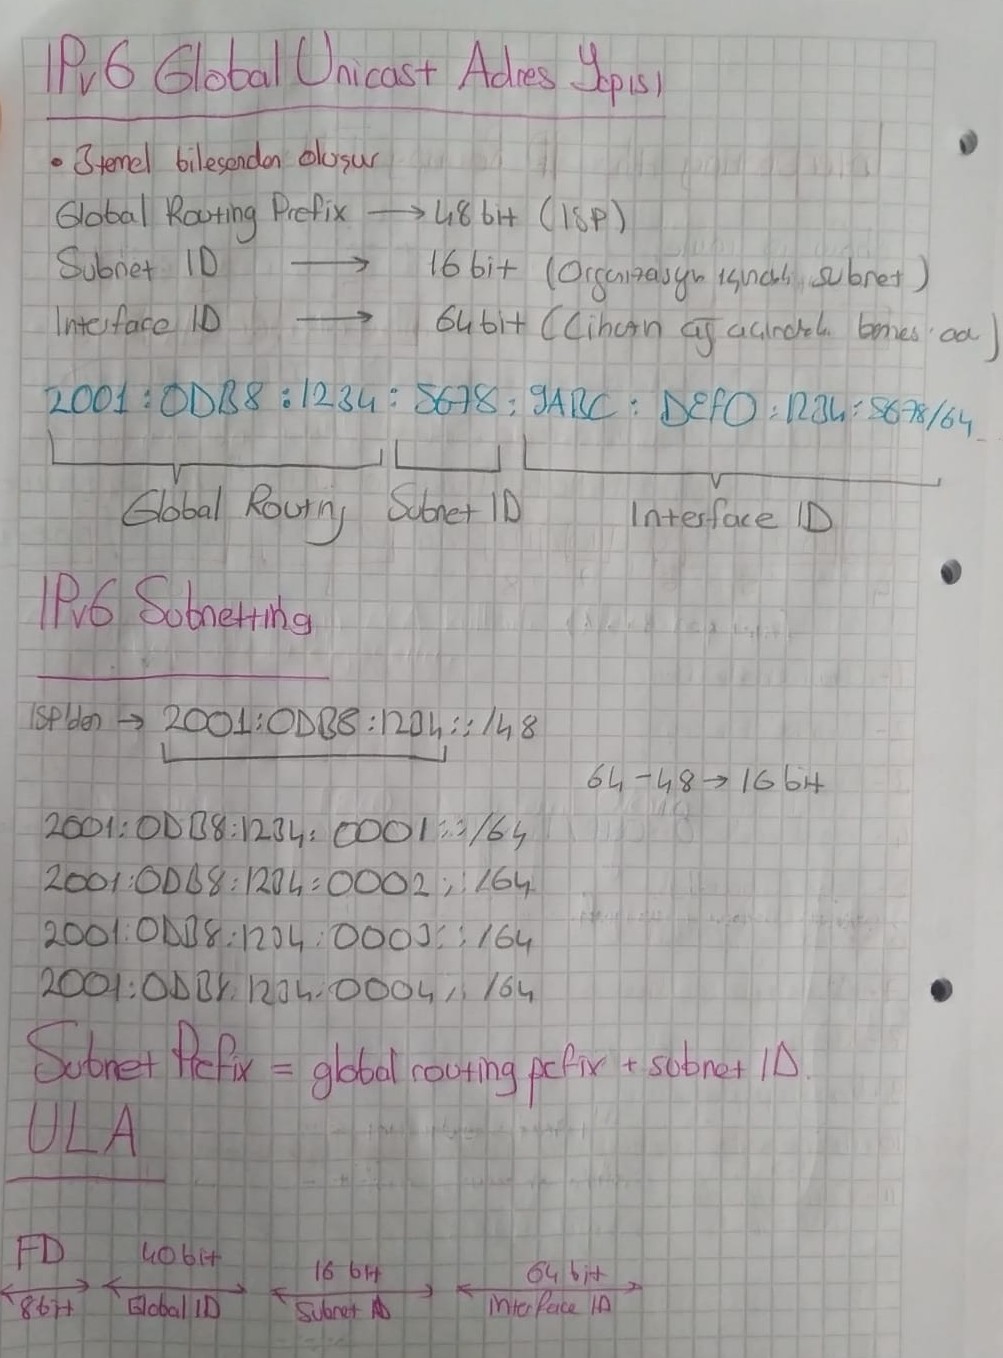 IPv6 Global Unicast Adres Yapısı
• 3 temel bileşenden oluşur
Global Routing Prefix → 48 bit (ISP)
Subnet ID → 16 bit (Organizasyn subnet)
Interface ID → 64 bit (Cihazın ağ
2001:0DB8:1234:5678:9ABC:DEF0:1234:5678/64
Global Routing Subnet ID Interface ID
IPv6 Subnetting
ISP'den → 2001:0DB8:1234::/48
64-48→16 bit
2001:0DB8:1234:0001::/64
2001:0DB8:1234:0002::/64
2001:0DB8:1234:0003::/64
2001:0DB8:1234:0004::/64
Subnet Prefix = global routing prefix + subnet ID
ULA
FD 40 bit 16 bit 64 bit
8 bit Global ID Subnet ID Interface ID